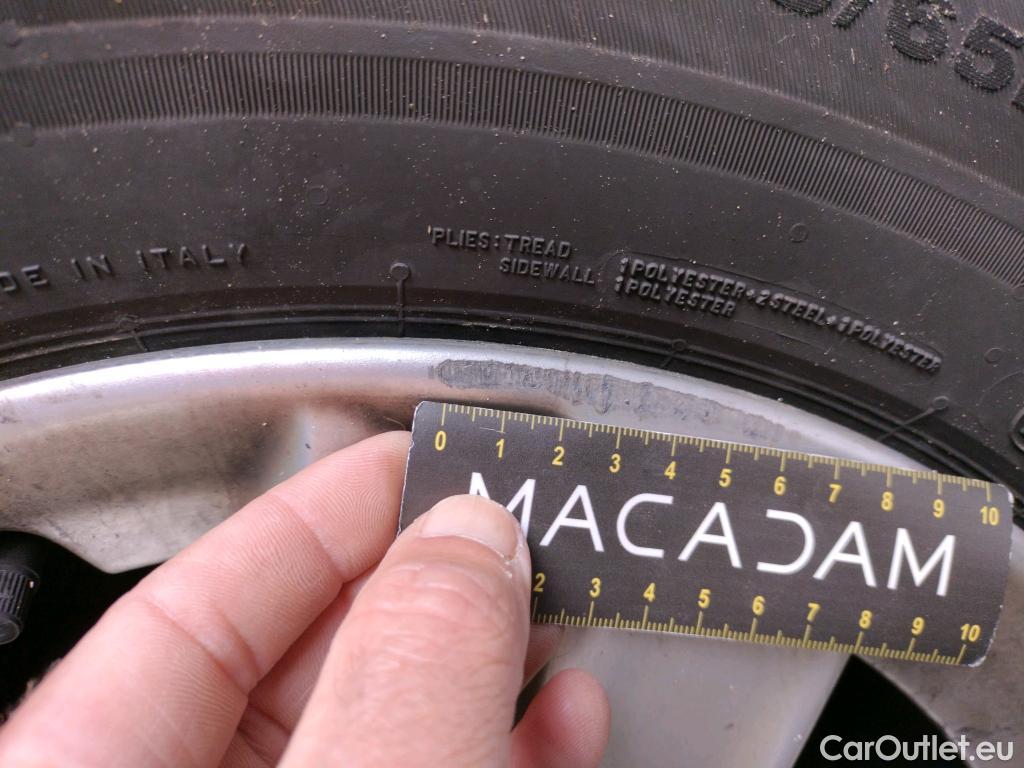 /65
DE IN ITALY
PLIES: TREAD 1 POLYESTER + 2 STEEL + 1 POLYESTER
SIDEWALL 1 POLYESTER
0 1 2 3 4 5 6 7 8 9 10
MACADAM
2 3 4 5 6 7 8 9 10
CarOutlet.eu